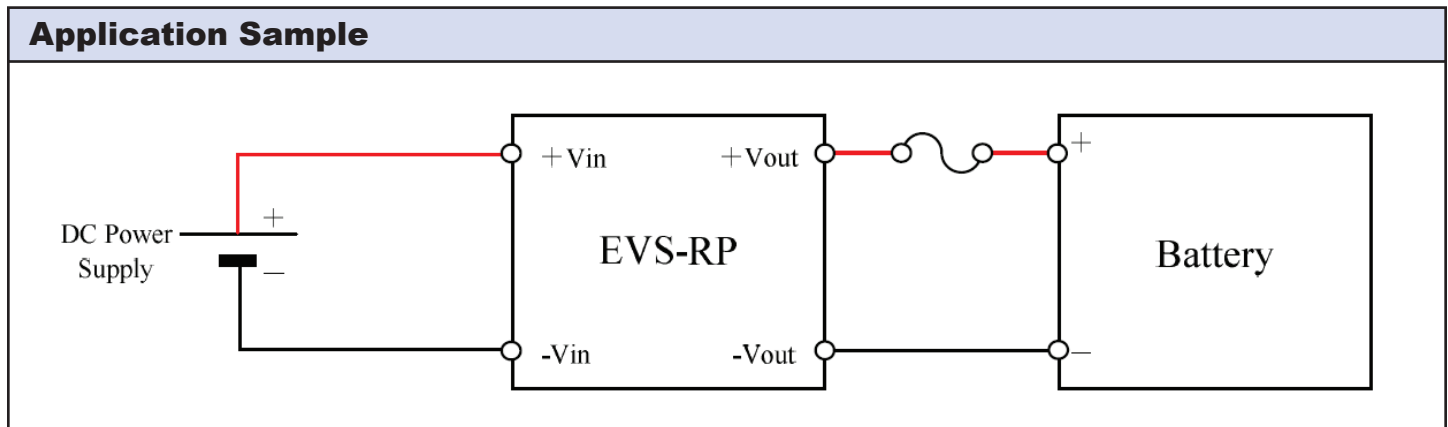 Application Sample
+Vin
+Vout
+
+
DC Power
Supply
EVS-RP
Battery
−
-Vin
-Vout
−